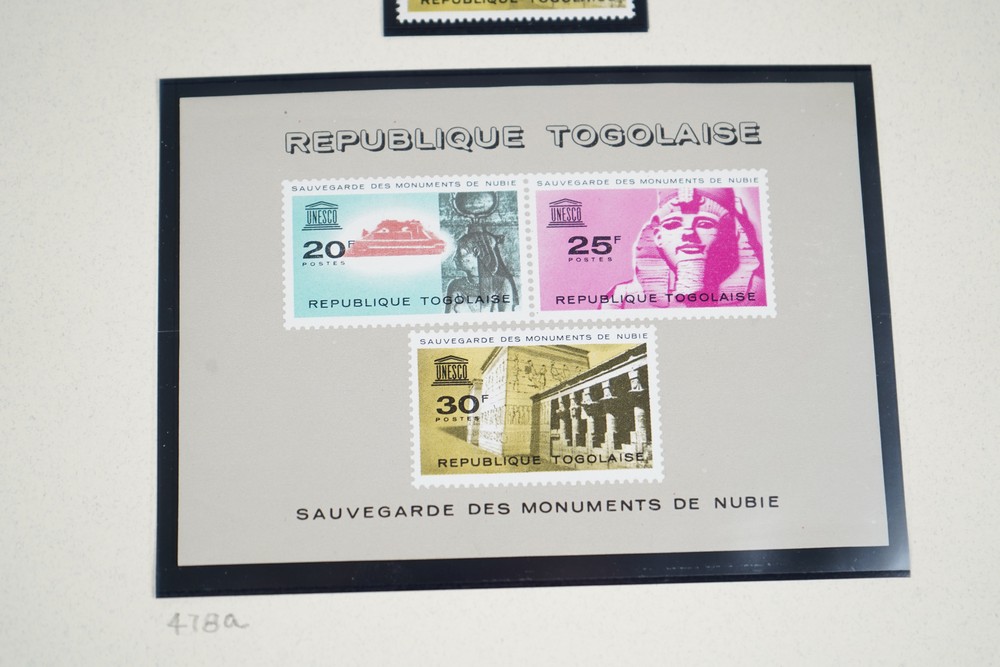 REPUBLIQUE TOGOLAISE
REPUBLIQUE TOGOLAISE
SAUVEGARDE DES MONUMENTS DE NUBIE
UNESCO
20F
POSTES
REPUBLIQUE TOGOLAISE
SAUVEGARDE DES MONUMENTS DE NUBIE
UNESCO
25F
POSTES
REPUBLIQUE TOGOLAISE
SAUVEGARDE DES MONUMENTS DE NUBIE
UNESCO
30F
POSTES
REPUBLIQUE TOGOLAISE
SAUVEGARDE DES MONUMENTS DE NUBIE
478a